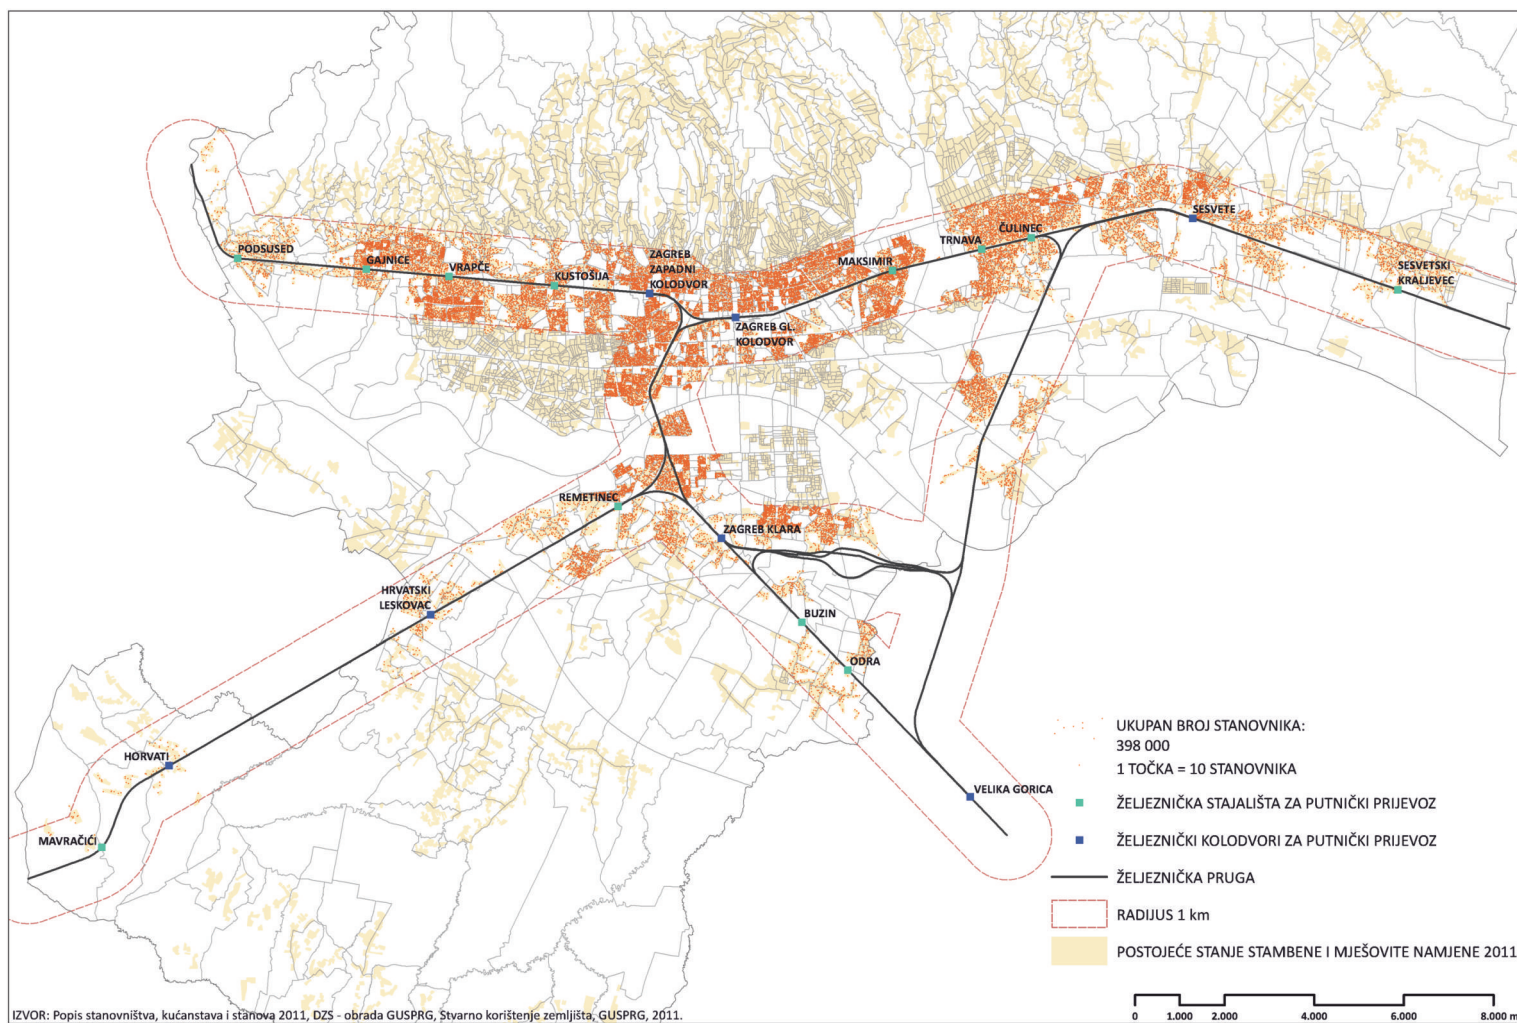 PODSUSED
GAJNICE
VRAPČE
KUSTOŠIJA
ZAGREB
ZAPADNI
KOLODVOR
ZAGREB GL.
KOLODVOR
MAKSIMIR
TRNAVA
ČULINEC
SESVETE
SESVETSKI
KRALJEVEC
REMETINEC
ZAGREB KLARA
HRVATSKI
LESKOVAC
BUZIN
ODRA
HORVATI
MAVRAČIĆI
VELIKA GORICA
UKUPAN BROJ STANOVNIKA:
398 000
1 TOČKA = 10 STANOVNIKA
ŽELJEZNIČKA STAJALIŠTA ZA PUTNIČKI PRIJEVOZ
ŽELJEZNIČKI KOLODVORI ZA PUTNIČKI PRIJEVOZ
ŽELJEZNIČKA PRUGA
RADIJUS 1 km
POSTOJEĆE STANJE STAMBENE I MJEŠOVITE NAMJENE 2011
0 1.000 2.000 4.000 6.000 8.000 m
IZVOR: Popis stanovništva, kućanstava i stanova 2011, DZS - obrada GUSPRG, Stvarno korištenje zemljišta, GUSPRG, 2011.